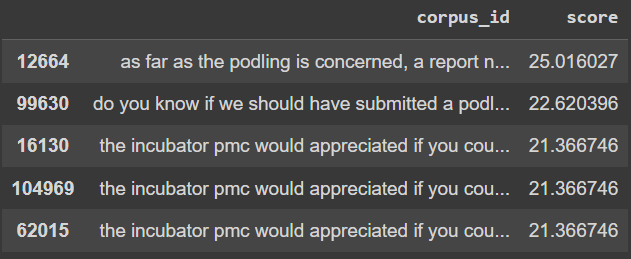 corpus_id score
12664 as far as the podling is concerned, a report n... 25.016027
99630 do you know if we should have submitted a podl... 22.620396
16130 the incubator pmc would appreciated if you cou... 21.366746
104969 the incubator pmc would appreciated if you cou... 21.366746
62015 the incubator pmc would appreciated if you cou... 21.366746